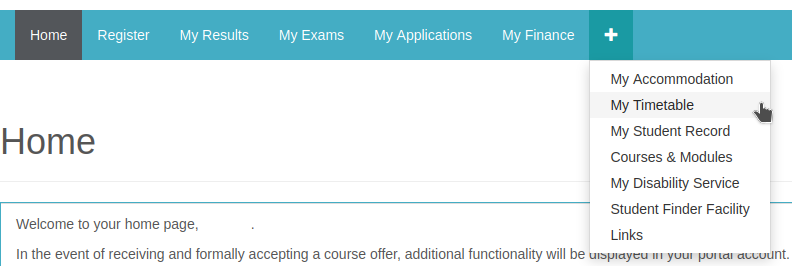 Home Register My Results My Exams My Applications My Finance +
My Accommodation
My Timetable
My Student Record
Courses & Modules
My Disability Service
Student Finder Facility
Links
Home
Welcome to your home page, .
In the event of receiving and formally accepting a course offer, additional functionality will be displayed in your portal account.